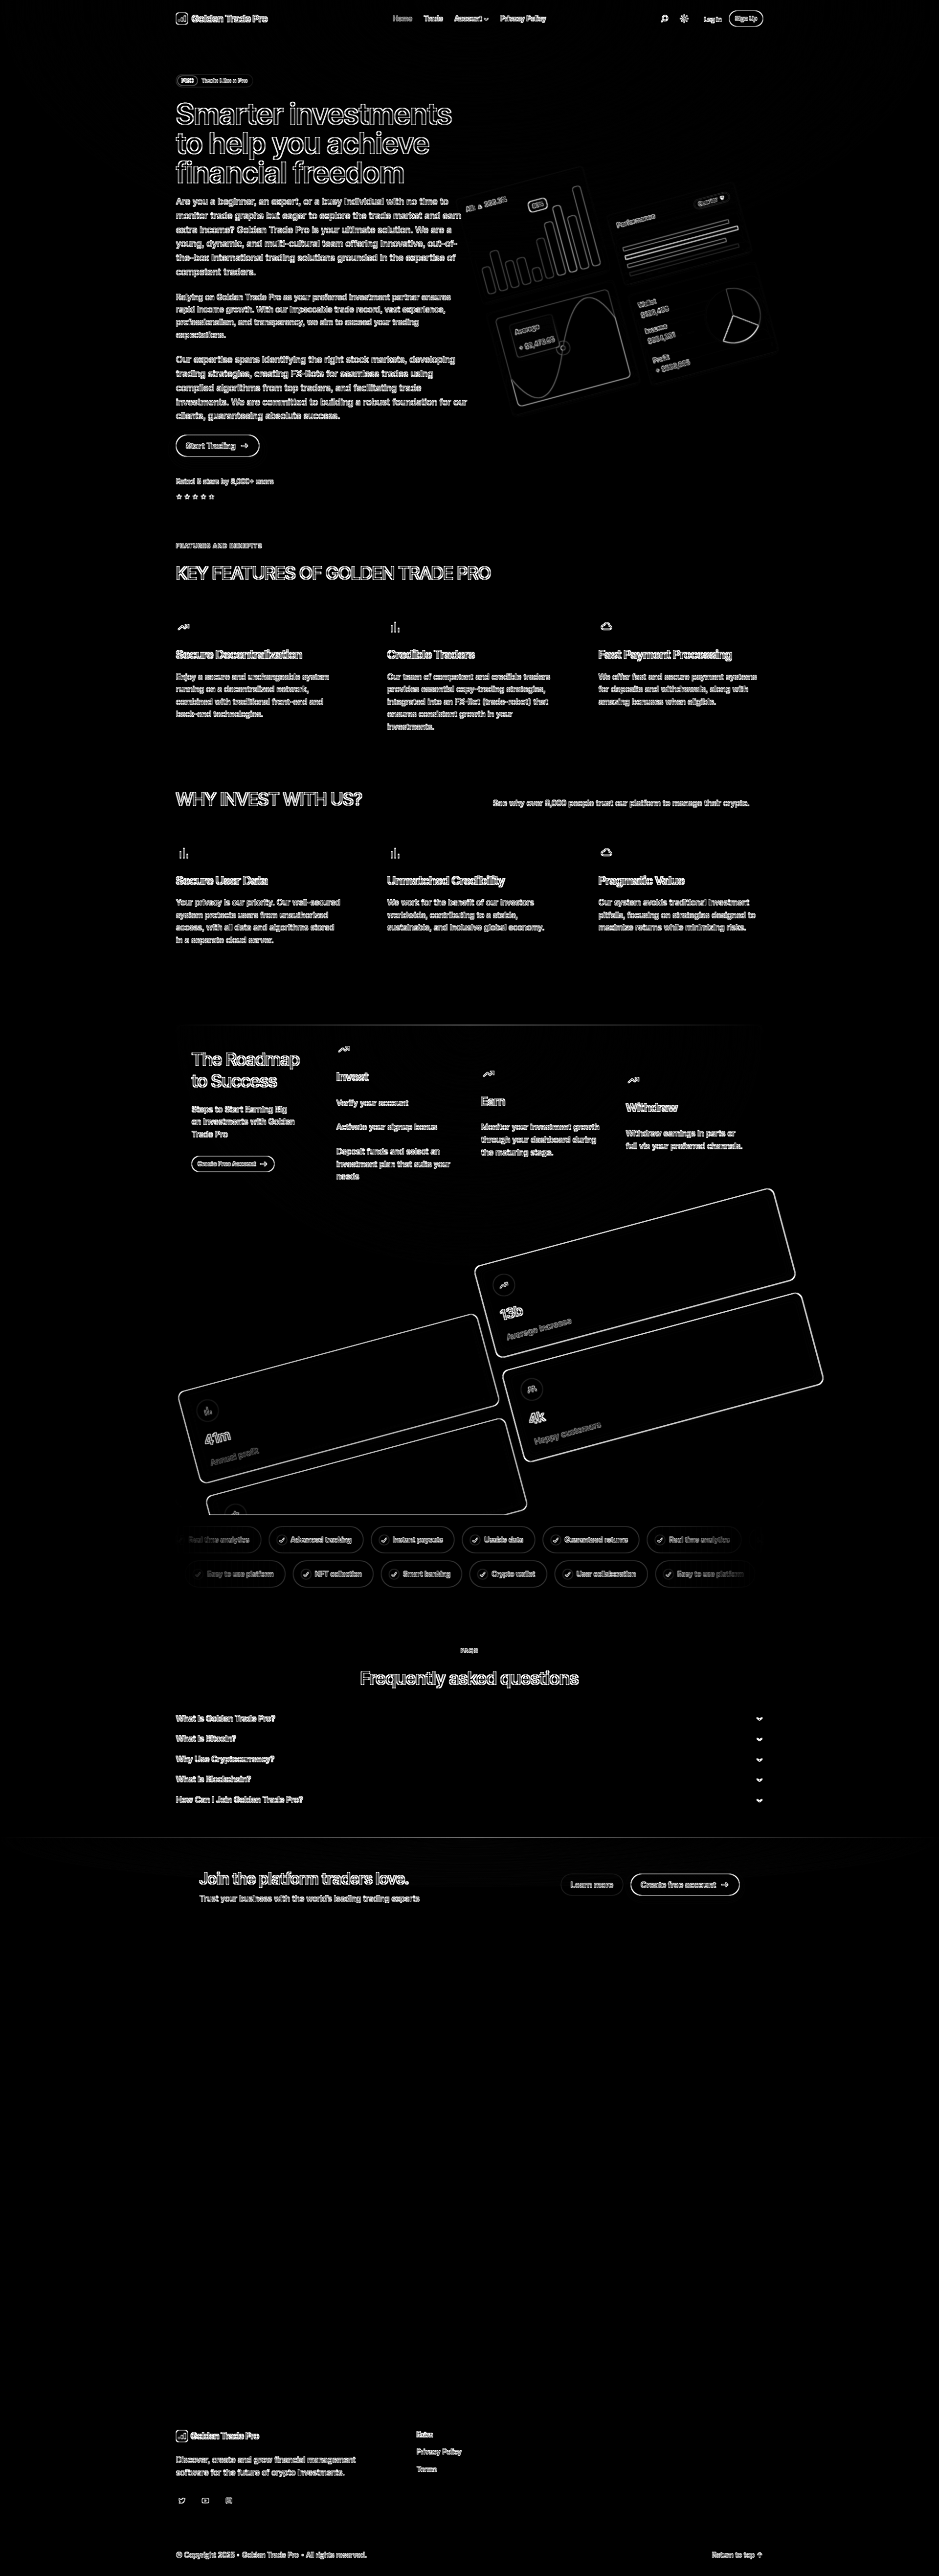 Golden Trade Pro
Home Trade Account Privacy Policy
Log In Sign Up
PRO Trade Like a Pro
Smarter investments
to help you achieve
financial freedom
Are you a beginner, an expert, or a busy individual with no time to
monitor trade graphs but eager to explore the trade market and earn
extra income? Golden Trade Pro is your ultimate solution. We are a
young, dynamic, and multi-cultural team offering innovative, out-of-
the-box international trading solutions grounded in the expertise of
competent traders.
Relying on Golden Trade Pro as your preferred investment partner ensures
rapid income growth. With our impeccable trade record, vast experience,
professionalism, and transparency, we aim to exceed your trading
expectations.
Our expertise spans identifying the right stock markets, developing
trading strategies, creating FX-Bots for seamless trades using
compiled algorithms from top traders, and facilitating trade
investments. We are committed to building a robust foundation for our
clients, guaranteeing absolute success.
Start Trading
Performance
Average
Wallet
Income
Profit
Rated 5 stars by 8,000+ users
FEATURES AND BENEFITS
KEY FEATURES OF GOLDEN TRADE PRO
Secure Decentralization
Enjoy a secure and unchangeable system
running on a decentralized network,
combined with traditional front-end and
back-end technologies.
Credible Traders
Our team of competent and credible traders
provides essential copy-trading strategies,
integrated into an FX-Bot (trade-robot) that
ensures consistent growth in your
investments.
Fast Payment Processing
We offer fast and secure payment systems
for deposits and withdrawals, along with
amazing bonuses when eligible.
WHY INVEST WITH US?
See why over 8,000 people trust our platform to manage their crypto.
Secure User Data
Your privacy is our priority. Our well-secured
system protects users from unauthorized
access, with all data and algorithms stored
in a separate cloud server.
Unmatched Credibility
We work for the benefit of our investors
worldwide, contributing to a stable,
sustainable, and inclusive global economy.
Pragmatic Value
Our system avoids traditional investment
pitfalls, focusing on strategies designed to
maximize returns while minimizing risks.
The Roadmap
to Success
Steps to Start Earning Big
on Investments with Golden
Trade Pro
Create Free Account
Invest
Verify your account
Activate your signup bonus
Deposit funds and select an
investment plan that suits your
needs
Earn
Monitor your investment growth
through your dashboard during
the maturing stage.
Withdraw
Withdraw earnings in parts or
full via your preferred channels.
13b
Average increase
41m
Annual profit
4k
Happy customers
Real time analytics Advanced tracking Instant payouts Usable data Guaranteed returns Real time analytics
Easy to use platform NFT collection Smart banking Crypto wallet User collaboration Easy to use platform
FAQS
Frequently asked questions
What is Golden Trade Pro?
What is Bitcoin?
Why Use Cryptocurrency?
What is Blockchain?
How Can I Join Golden Trade Pro?
Join the platform traders love.
Trust your business with the world's leading trading experts
Learn more Create free account
Golden Trade Pro
Discover, create and grow financial management
software for the future of crypto investments.
Privacy Policy
Terms
© Copyright 2025 • Golden Trade Pro • All rights reserved.
Return to top